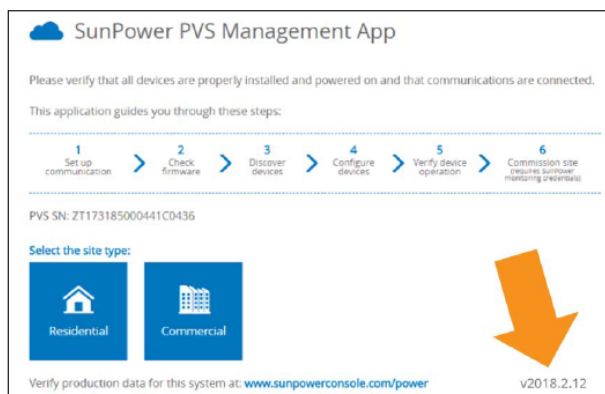 SunPower PVS Management App
Please verify that all devices are properly installed and powered on and that communications are connected.
This application guides you through these steps:
1
Set up
communication
2
Check
firmware
3
Discover
devices
4
Configure
devices
5
Verify device
operation
6
Commission site
(requires SunPower
monitoring credentials)
PVS SN: ZT173185000441C0436
Select the site type:
Residential
Commercial
Verify production data for this system at: www.sunpowerconsole.com/power
v2018.2.12